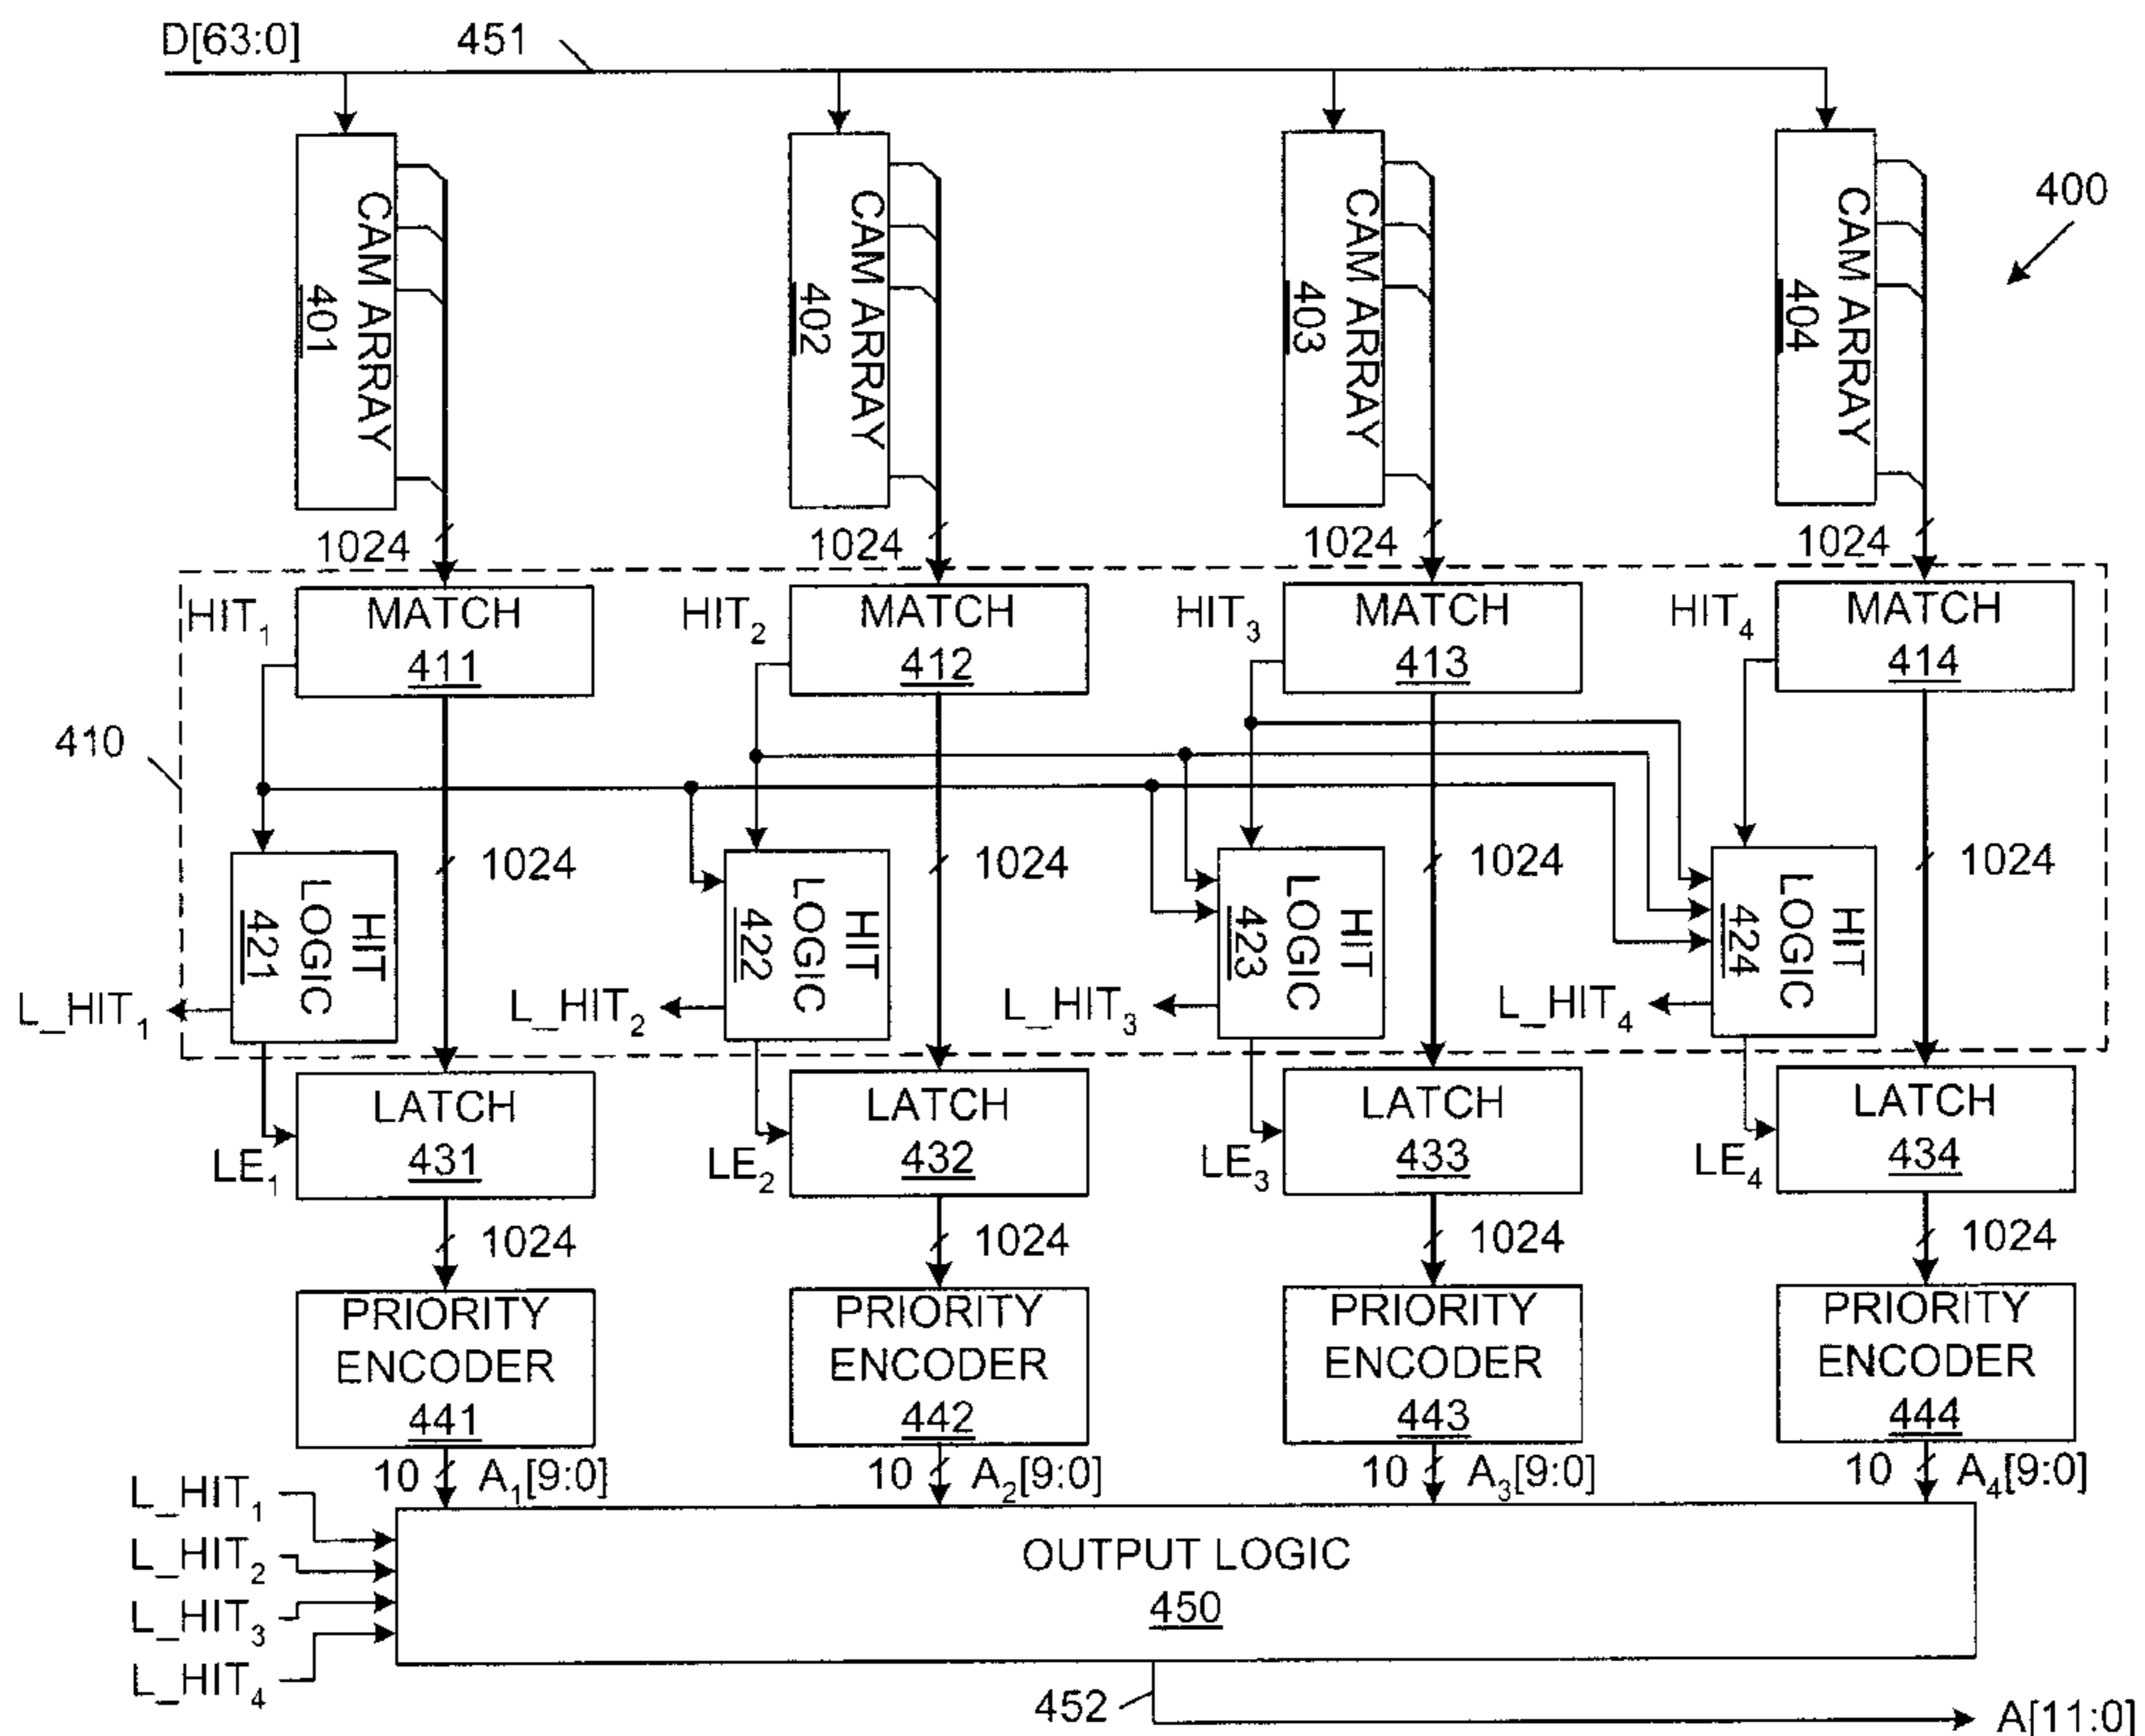 D[63:0]
451
CAM ARRAY
401
CAM ARRAY
402
CAM ARRAY
403
CAM ARRAY
404
400
1024
1024
1024
1024
HIT1
MATCH
411
HIT2
MATCH
412
HIT3
MATCH
413
HIT4
MATCH
414
410
1024
1024
1024
1024
HIT
LOGIC
421
HIT
LOGIC
422
HIT
LOGIC
423
HIT
LOGIC
424
L_HIT1
L_HIT2
L_HIT3
L_HIT4
LE1
LATCH
431
LE2
LATCH
432
LE3
LATCH
433
LE4
LATCH
434
1024
1024
1024
1024
PRIORITY
ENCODER
441
PRIORITY
ENCODER
442
PRIORITY
ENCODER
443
PRIORITY
ENCODER
444
10 A1[9:0]
10 A2[9:0]
10 A3[9:0]
10 A4[9:0]
L_HIT1
L_HIT2
L_HIT3
L_HIT4
OUTPUT LOGIC
450
452
A[11:0]